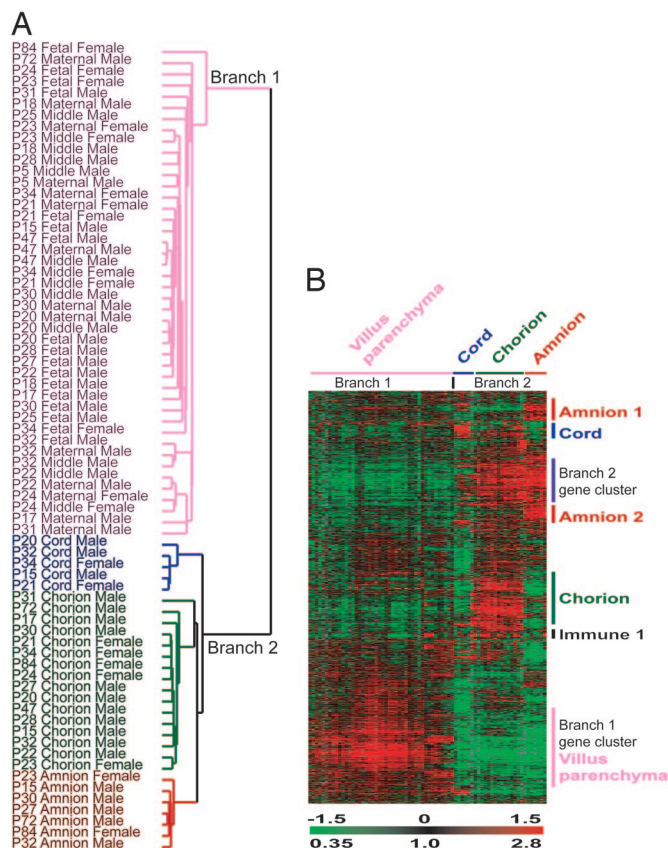 A
P84 Fetal Female
P72 Maternal Male
P24 Fetal Female
P23 Fetal Female
P31 Fetal Male
P18 Maternal Male
P25 Middle Male
P23 Maternal Female
P23 Middle Female
P18 Middle Male
P28 Middle Male
P5 Middle Male
P5 Maternal Male
P34 Maternal Female
P21 Maternal Female
P21 Fetal Female
P15 Fetal Male
P47 Fetal Male
P47 Maternal Male
P47 Middle Male
P34 Middle Female
P21 Middle Female
P30 Middle Male
P30 Maternal Male
P20 Maternal Male
P20 Middle Male
P20 Fetal Male
P28 Fetal Male
P27 Fetal Male
P22 Fetal Male
P18 Fetal Male
P17 Fetal Male
P30 Fetal Male
P25 Fetal Male
P34 Fetal Female
P32 Fetal Male
P32 Maternal Male
P32 Middle Male
P22 Middle Male
P22 Maternal Male
P24 Maternal Female
P24 Middle Female
P17 Maternal Male
P31 Maternal Male
P20 Cord Male
P32 Cord Male
P34 Cord Female
P15 Cord Male
P21 Cord Female
P31 Chorion Male
P72 Chorion Male
P17 Chorion Male
P30 Chorion Male
P21 Chorion Female
P34 Chorion Female
P84 Chorion Female
P24 Chorion Female
P27 Chorion Male
P20 Chorion Male
P47 Chorion Male
P28 Chorion Male
P15 Chorion Male
P32 Chorion Male
P22 Chorion Male
P23 Chorion Female
P23 Amnion Female
P15 Amnion Male
P30 Amnion Male
P27 Amnion Male
P72 Amnion Male
P84 Amnion Female
P32 Amnion Male
Branch 1
Branch 2
B
Villus
parenchyma
Cord
Chorion
Amnion
Branch 1
Branch 2
Amnion 1
Cord
Branch 2
gene cluster
Amnion 2
Chorion
Immune 1
Branch 1
gene cluster
Villus
parenchyma
-1.5 0 1.5
0.35 1.0 2.8